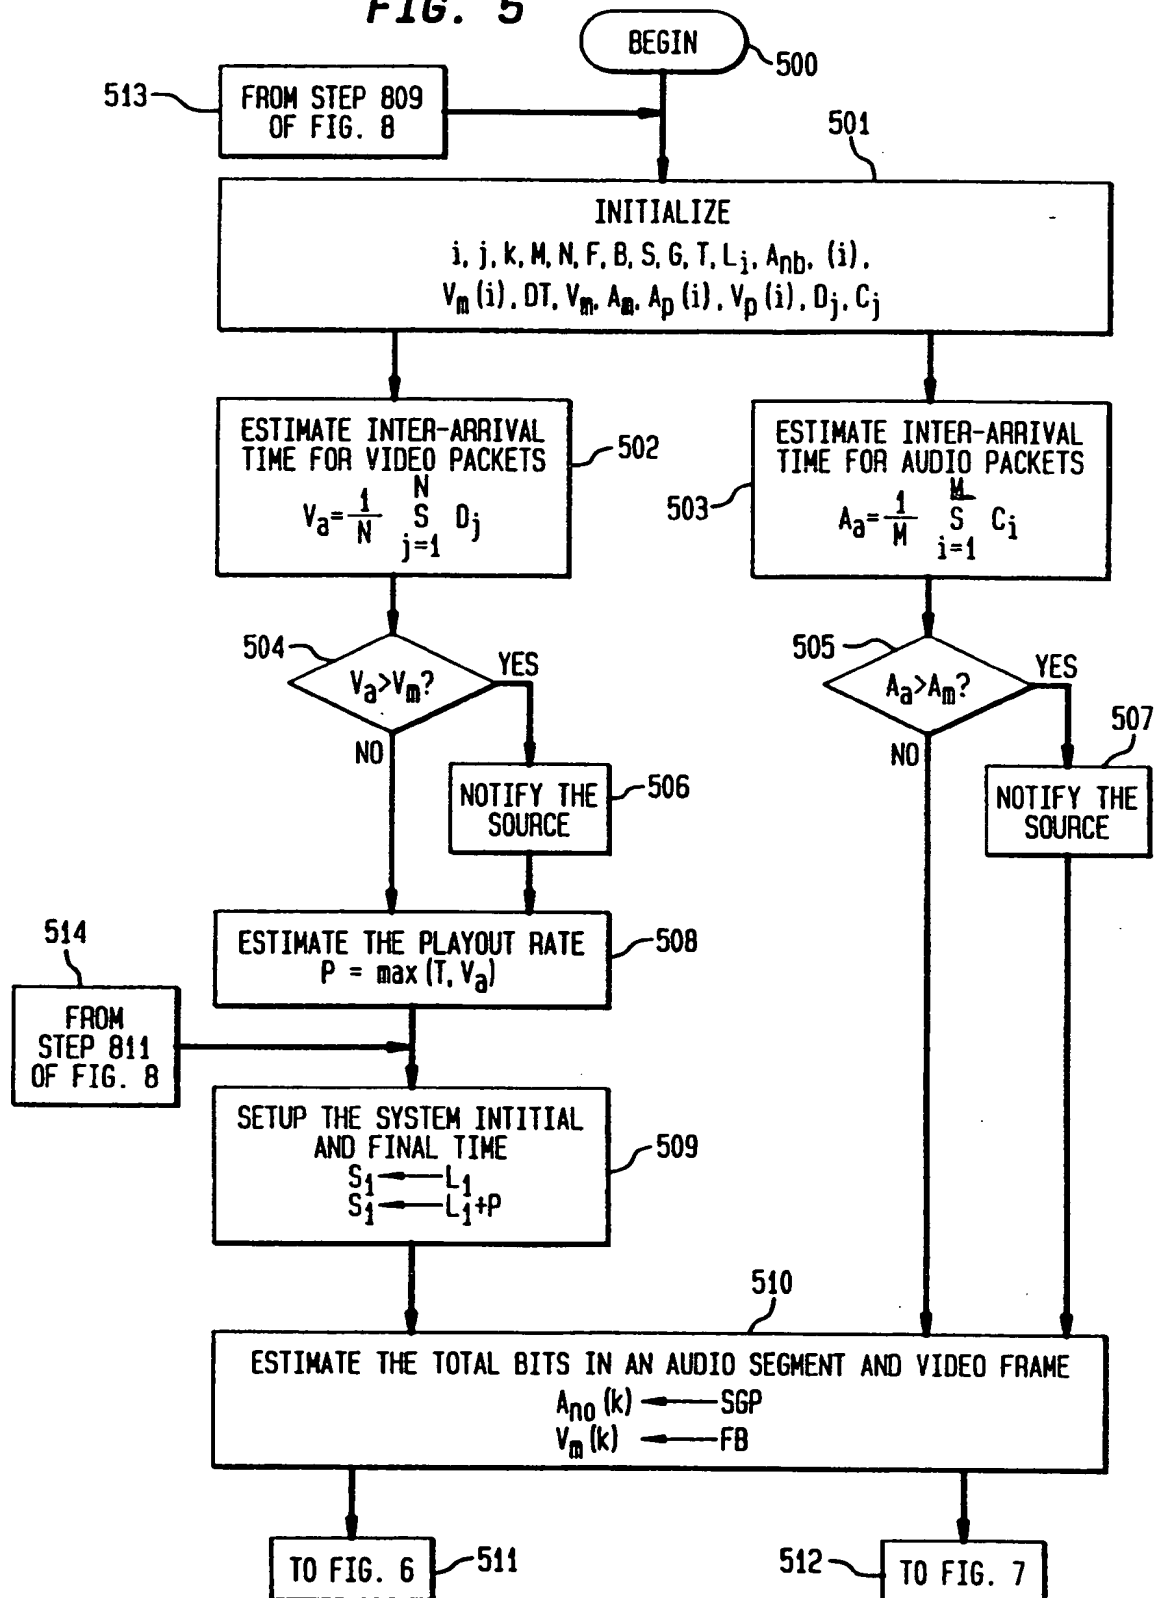 FIG. 5
BEGIN
500
513
FROM STEP 809
OF FIG. 8
501
INITIALIZE
i, j, k, M, N, F, B, S, G, T, Lj, Anb, (i),
Vm (i), DT, Vm, Am, Ap (i), Vp (i), Dj, Cj
ESTIMATE INTER-ARRIVAL
TIME FOR VIDEO PACKETS
N
Va= 1/N S Dj
j=1
502
ESTIMATE INTER-ARRIVAL
TIME FOR AUDIO PACKETS
M
Aa= 1/M S Ci
i=1
503
504
Va>Vm?
YES
NO
505
Aa>Am?
YES
NO
NOTIFY THE
SOURCE
506
507
NOTIFY THE
SOURCE
ESTIMATE THE PLAYOUT RATE
P = max (T, Va)
508
514
FROM
STEP 811
OF FIG. 8
SETUP THE SYSTEM INTITIAL
AND FINAL TIME
S1 ← L1
S1 ← L1+P
509
510
ESTIMATE THE TOTAL BITS IN AN AUDIO SEGMENT AND VIDEO FRAME
Ano (k) ← SGP
Vm (k) ← FB
TO FIG. 6
511
512
TO FIG. 7